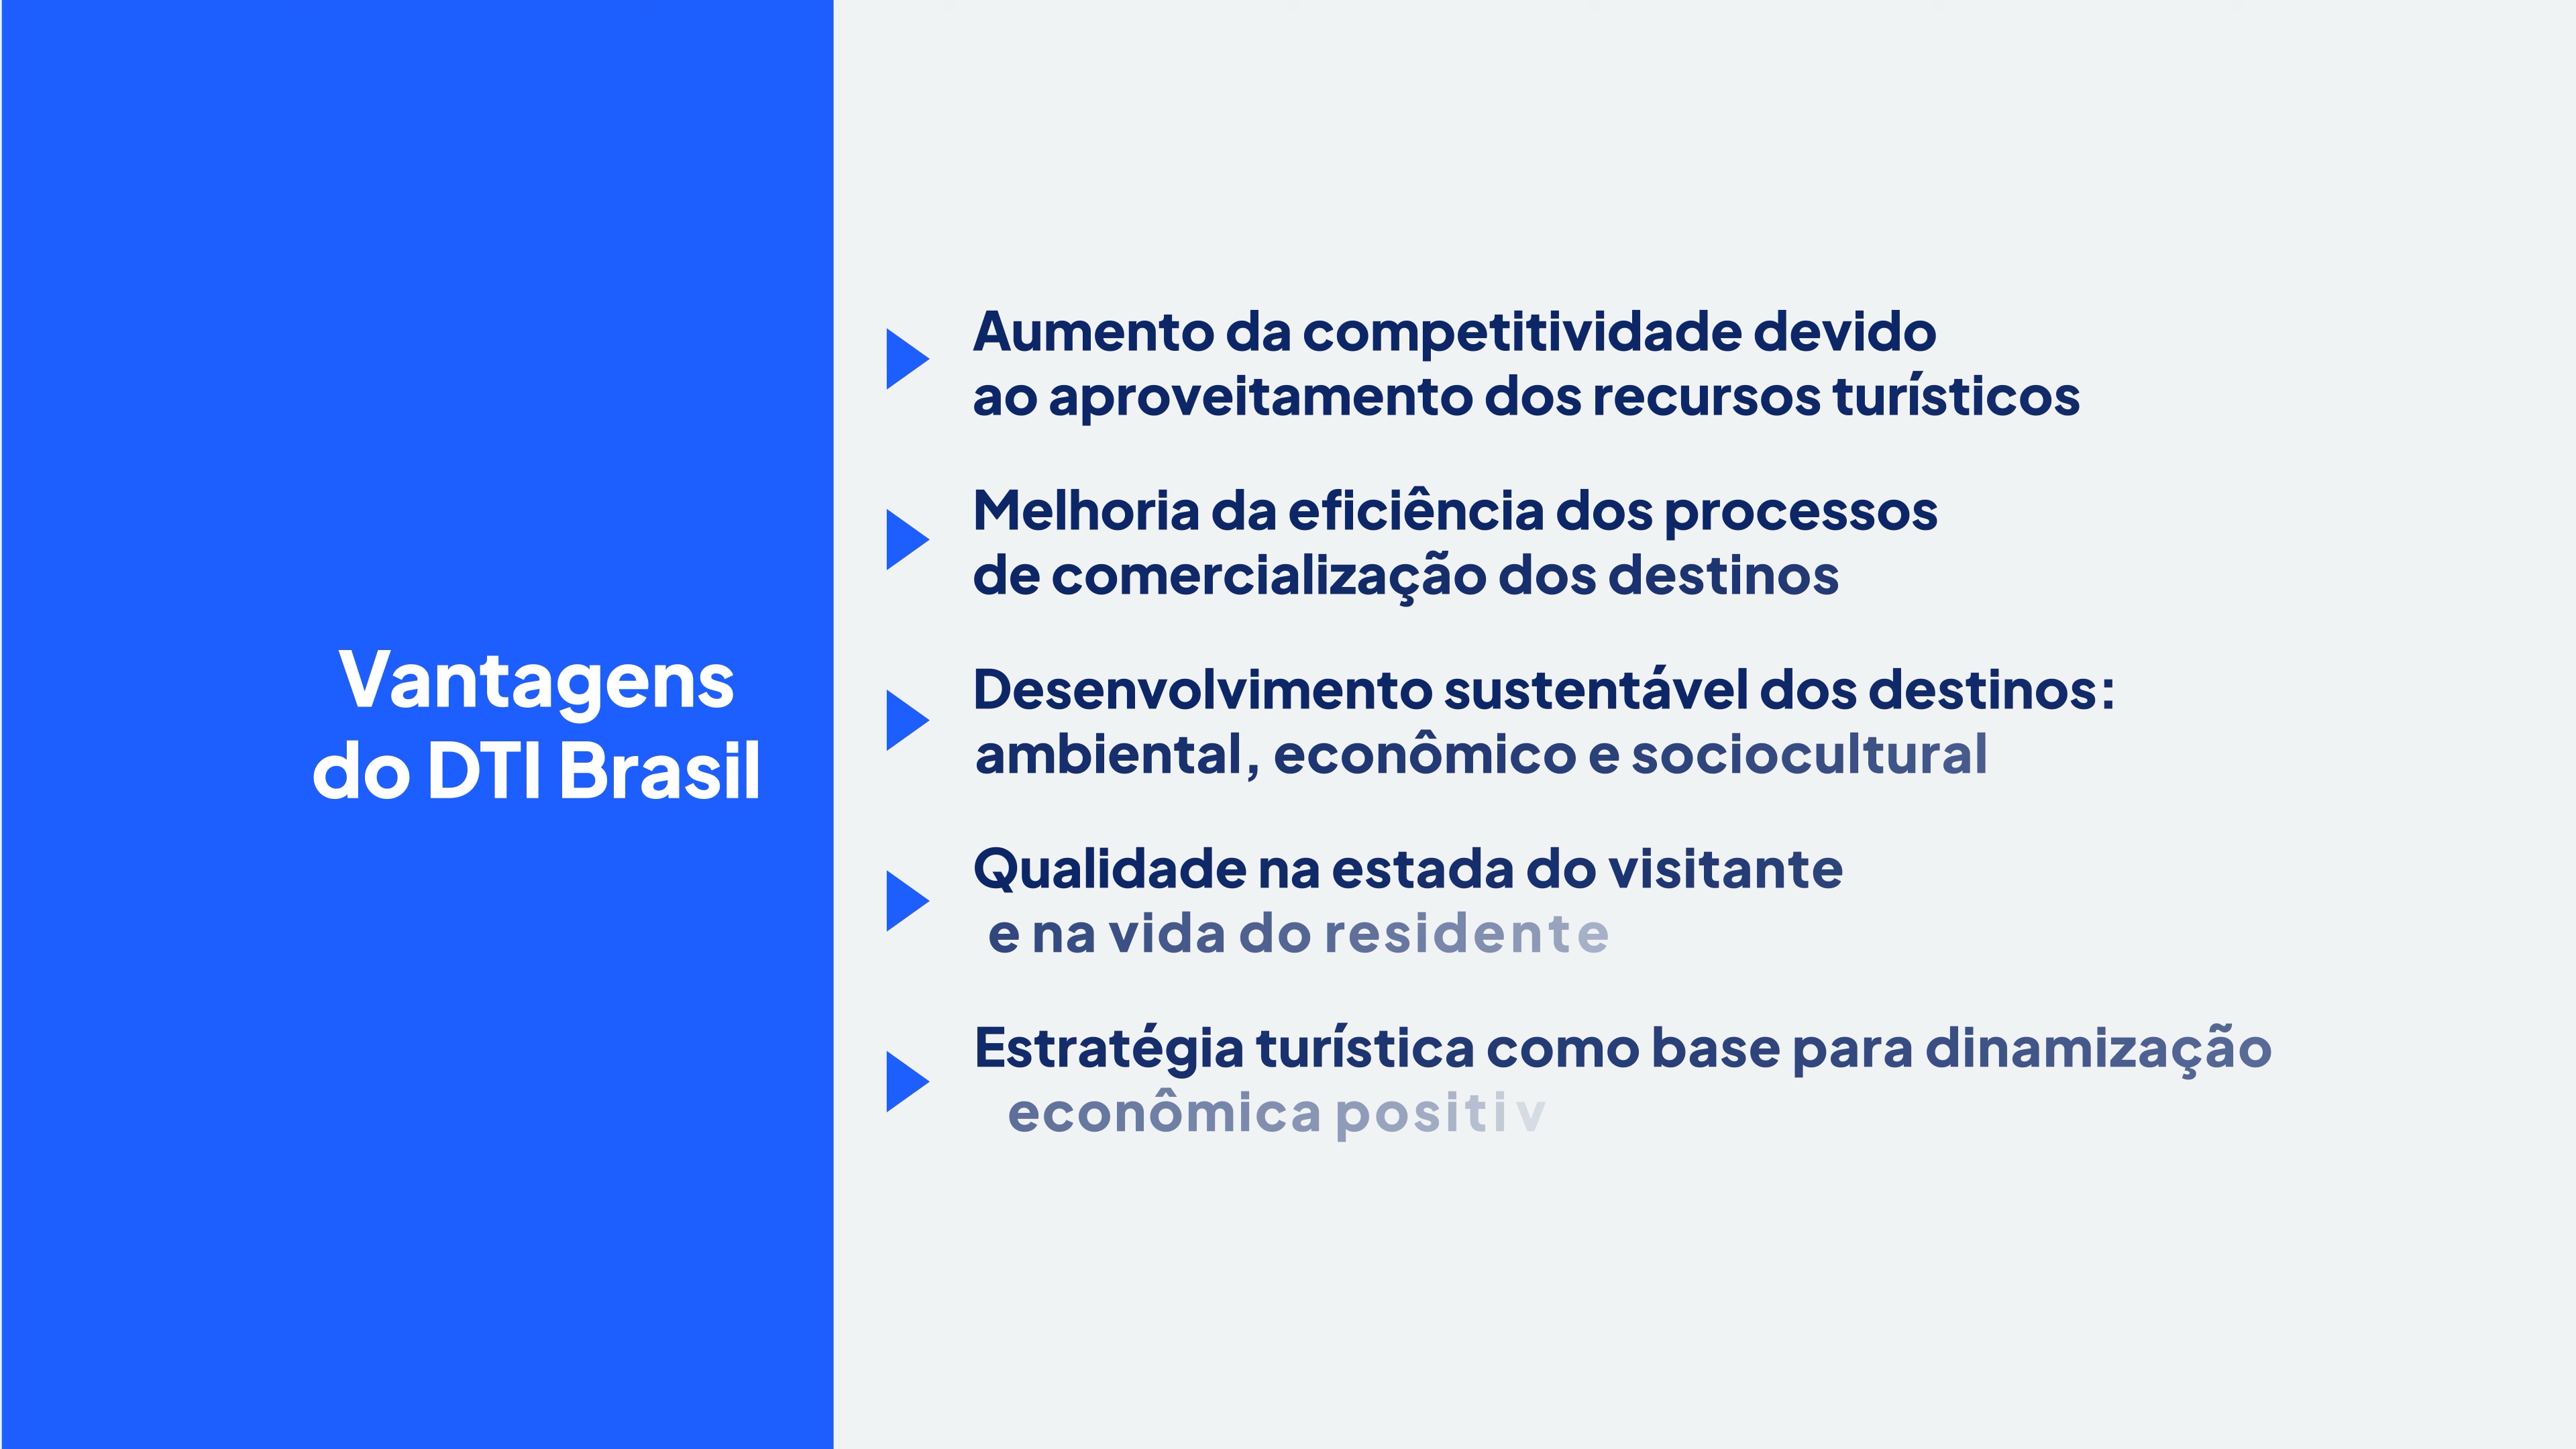 Vantagens
do DTI Brasil
Aumento da competitividade devido
ao aproveitamento dos recursos turísticos
Melhoria da eficiência dos processos
de comercialização dos destinos
Desenvolvimento sustentável dos destinos:
ambiental, econômico e sociocultural
Qualidade na estada do visitante
e na vida do residente
Estratégia turística como base para dinamização
econômica positiv